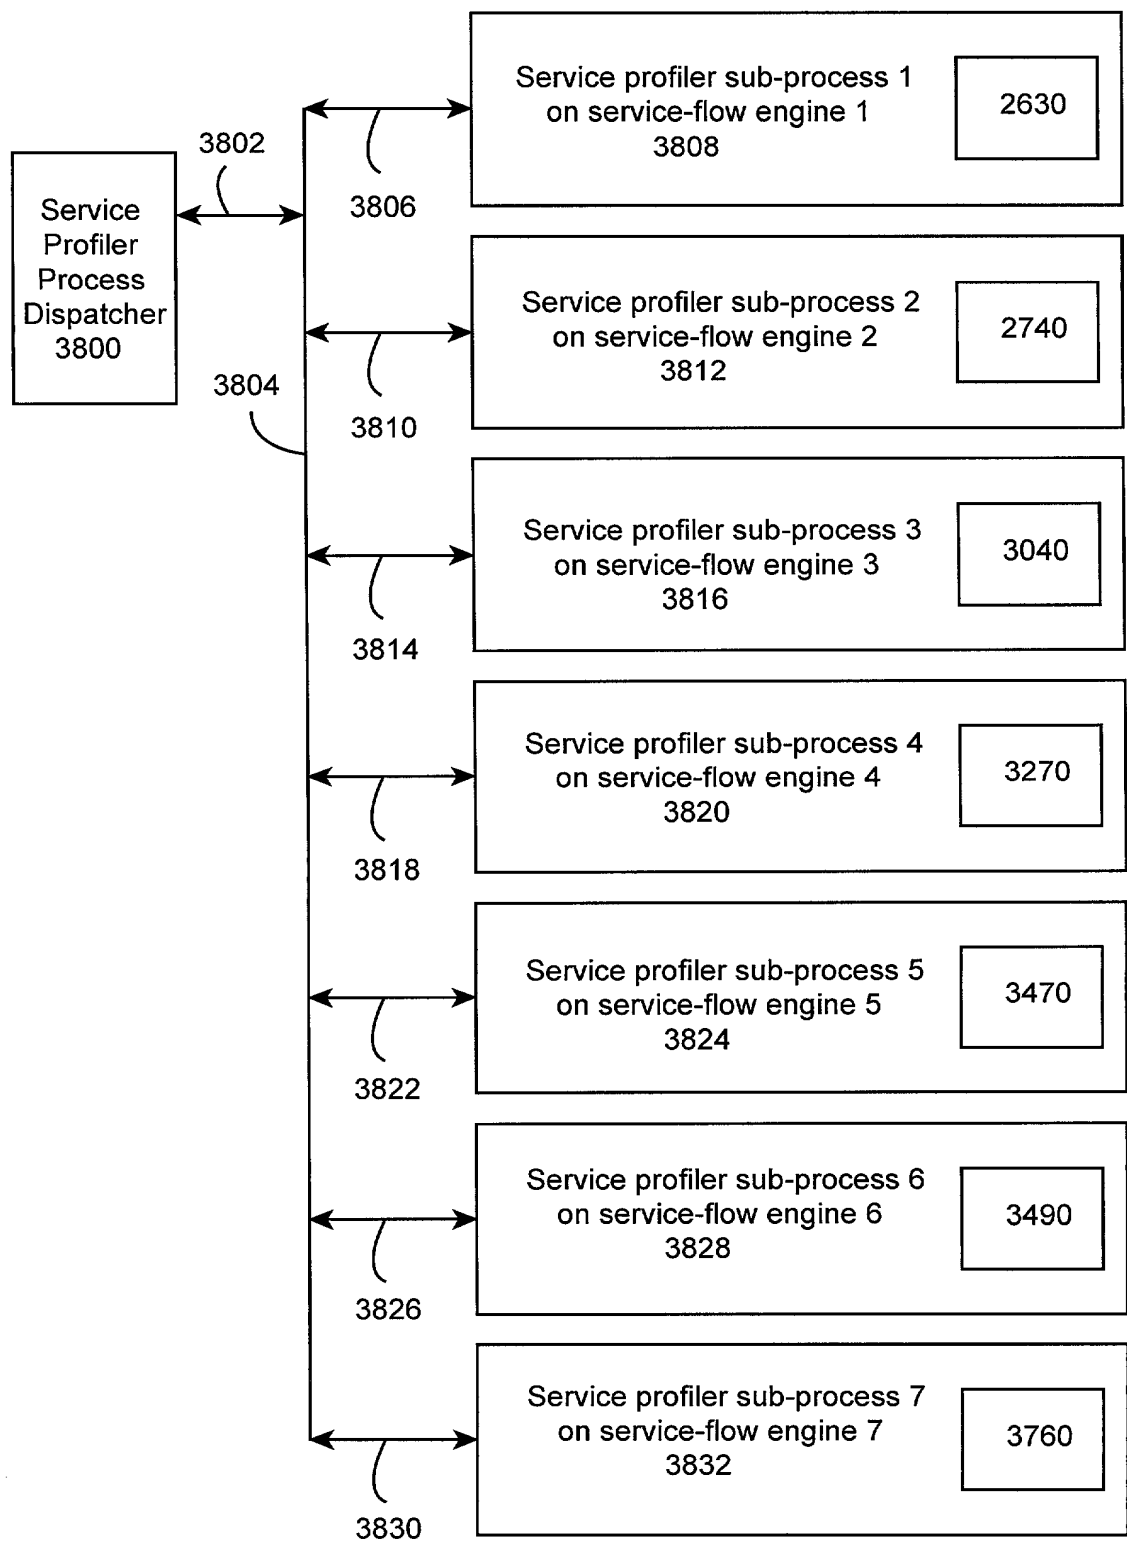 Service profiler sub-process 1
on service-flow engine 1
3808
2630
3802
3806
Service
Profiler
Process
Dispatcher
3800
Service profiler sub-process 2
on service-flow engine 2
3812
2740
3804
3810
Service profiler sub-process 3
on service-flow engine 3
3816
3040
3814
Service profiler sub-process 4
on service-flow engine 4
3820
3270
3818
Service profiler sub-process 5
on service-flow engine 5
3824
3470
3822
Service profiler sub-process 6
on service-flow engine 6
3828
3490
3826
Service profiler sub-process 7
on service-flow engine 7
3832
3760
3830